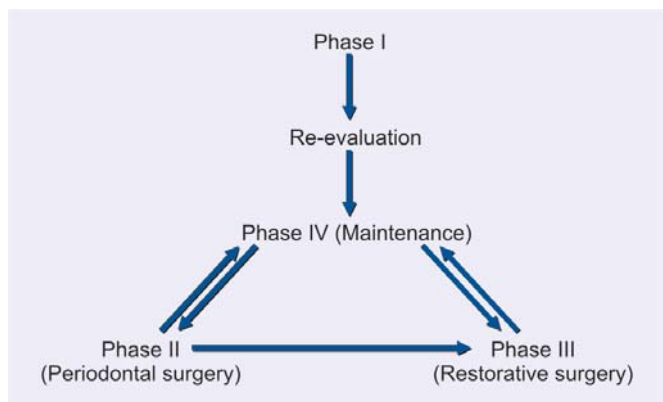 Phase I
Re-evaluation
Phase IV (Maintenance)
Phase II
(Periodontal surgery)
Phase III
(Restorative surgery)